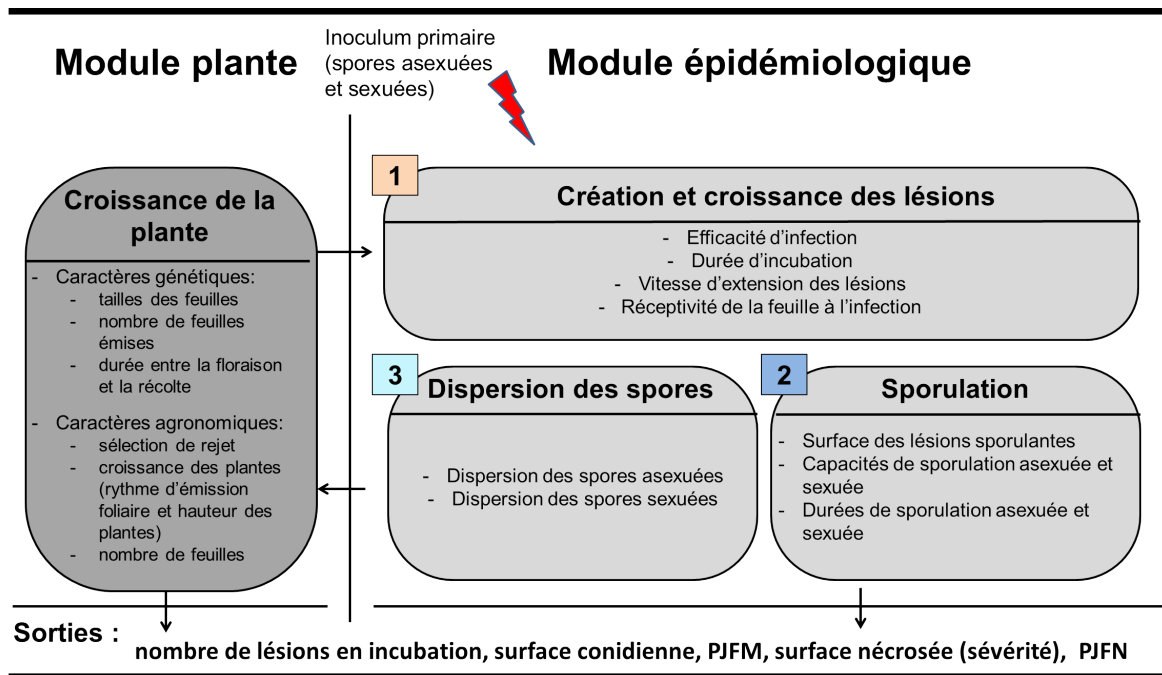 Module plante
Inoculum primaire
(spores asexuées
et sexuées)
Module épidémiologique
Croissance de la
plante
- Caractères génétiques:
- tailles des feuilles
- nombre de feuilles
émises
- durée entre la floraison
et la récolte
- Caractères agronomiques:
- sélection de rejet
- croissance des plantes
(rythme d'émission
foliaire et hauteur des
plantes)
- nombre de feuilles
1
Création et croissance des lésions
- Efficacité d'infection
- Durée d'incubation
- Vitesse d'extension des lésions
- Réceptivité de la feuille à l'infection
3
Dispersion des spores
- Dispersion des spores asexuées
- Dispersion des spores sexuées
2
Sporulation
- Surface des lésions sporulantes
- Capacités de sporulation asexuée et
sexuée
- Durées de sporulation asexuée et
sexuée
Sorties :
nombre de lésions en incubation, surface conidienne, PJFM, surface nécrosée (sévérité), PJFN